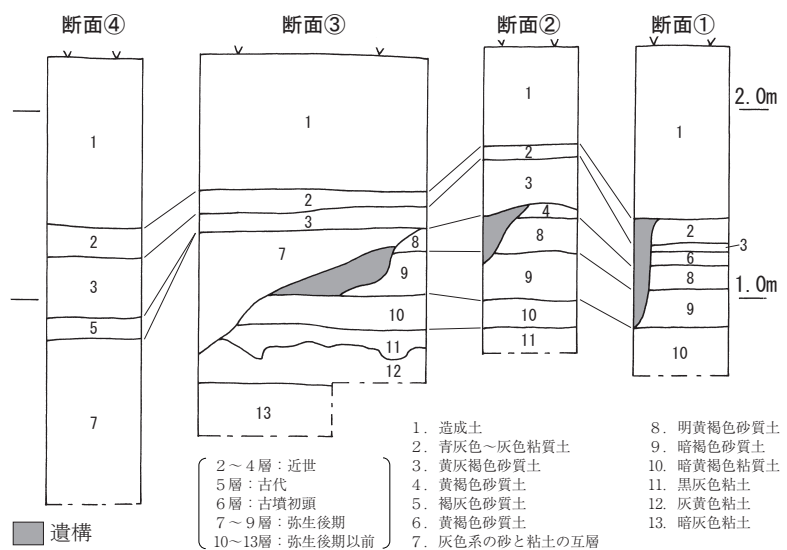 断面④ 断面③ 断面② 断面①
2.0m
1.0m
1
2
3
5
7
1
2
3
7
8
9
10
11
12
13
1
2
3
4
8
9
10
11
1
2
3
6
8
9
10
遺構
2～4層：近世
5層：古代
6層：古墳初頭
7～9層：弥生後期
10～13層：弥生後期以前
1．造成土
2．青灰色～灰色粘質土
3．黄灰褐色砂質土
4．黄褐色砂質土
5．褐灰色砂質土
6．黄褐色砂質土
7．灰色系の砂と粘土の互層
8．明黄褐色砂質土
9．暗褐色砂質土
10．暗黄褐色粘質土
11．黒灰色粘土
12．灰黄色粘土
13．暗灰色粘土